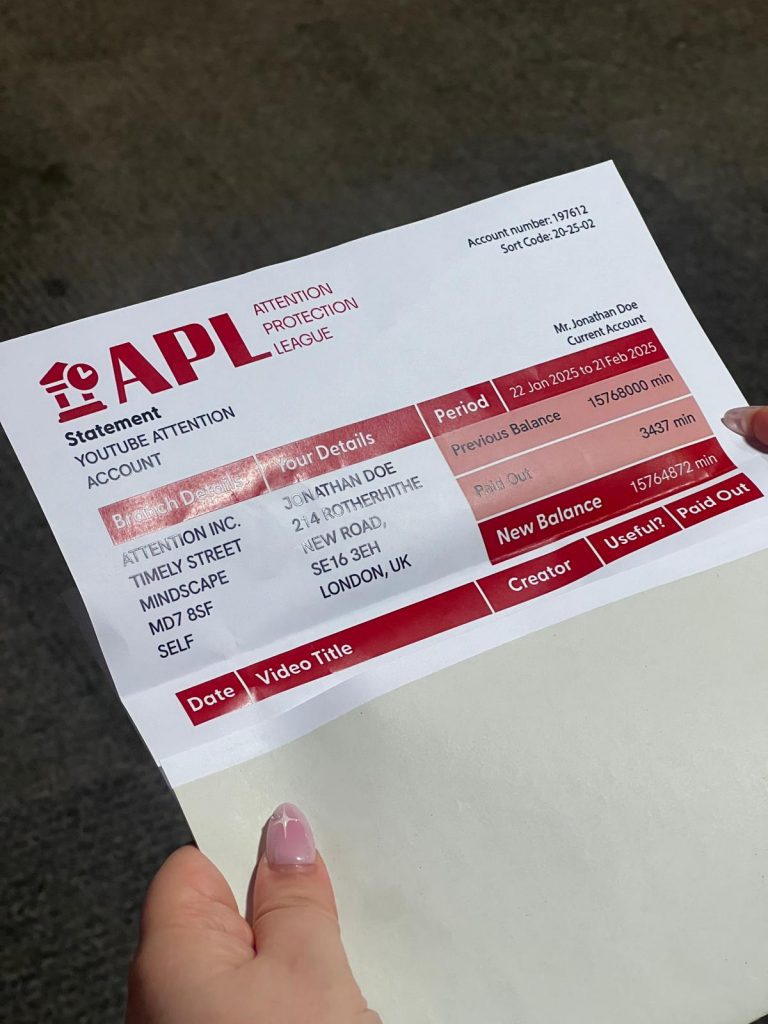 Account number: 197612
Sort Code: 20-25-02
APL
ATTENTION
PROTECTION
LEAGUE
Mr. Jonathan Doe
Current Account
Statement
YOUTUBE ATTENTION
ACCOUNT
Period 22 Jan 2025 to 21 Feb 2025
Previous Balance 15768000 min
Paid Out 3437 min
New Balance 15764872 min
Branch Details
ATTENTION INC.
TIMELY STREET
MINDSCAPE
MD7 8SF
SELF
Your Details
JONATHAN DOE
214 ROTHERHITHE
NEW ROAD,
SE16 3EH
LONDON, UK
Date Video Title Creator Useful? Paid Out